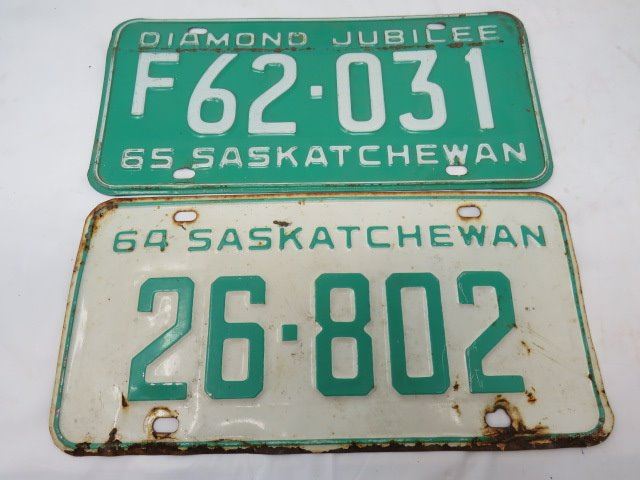 DIAMOND JUBILEE
F62·031
65 SASKATCHEWAN
64 SASKATCHEWAN
26·802